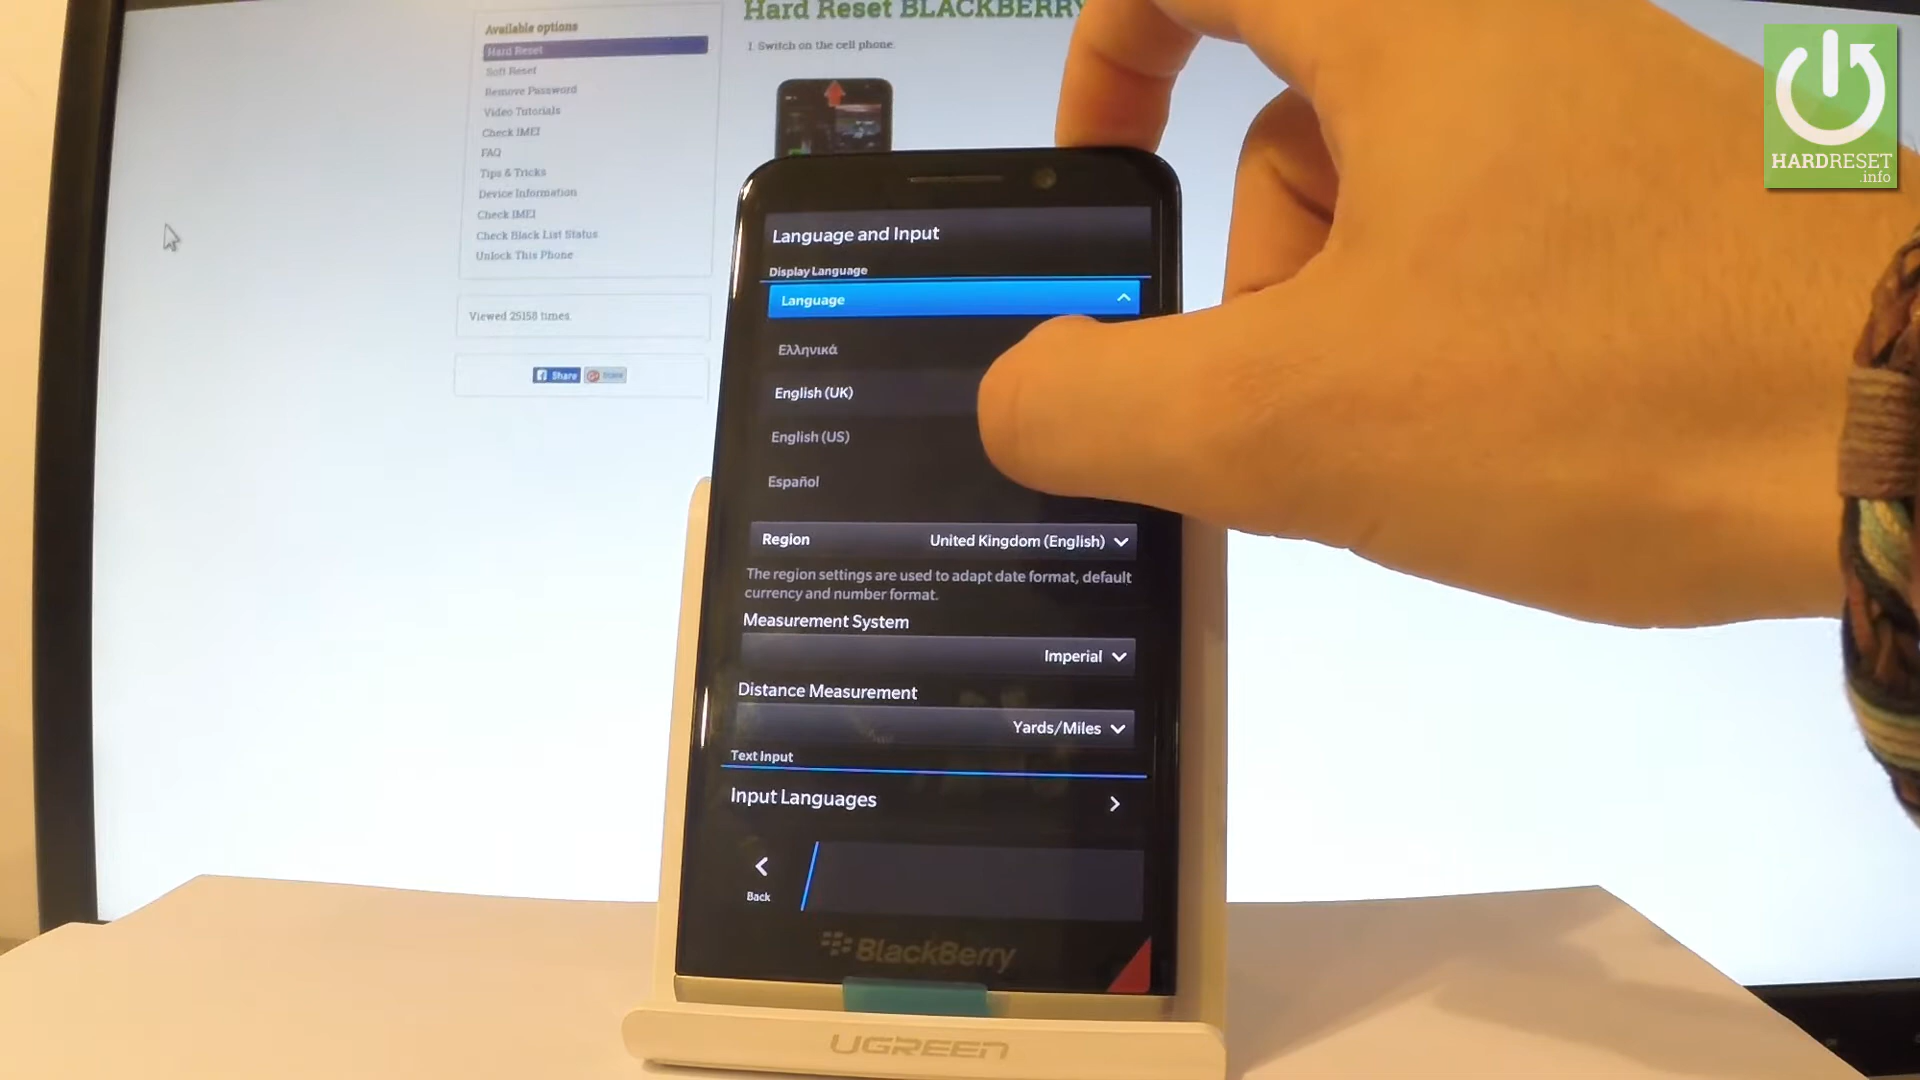 Available options
Hard Reset
Soft Reset
Remove Password
Video Tutorials
Check IMEI
FAQ
Tips & Tricks
Device Information
Check IMEI
Check Black List Status
Unlock This Phone
Viewed 25158 times.
Share
Share
Hard Reset BLACKBERRY
1. Switch on the cell phone.
HARDRESET
.info
Language and Input
Display Language
Language
Ελληνικά
English (UK)
English (US)
Español
Region United Kingdom (English)
The region settings are used to adapt date format, default
currency and number format.
Measurement System
Imperial
Distance Measurement
Yards/Miles
Text Input
Input Languages
Back
BlackBerry
UGREEN